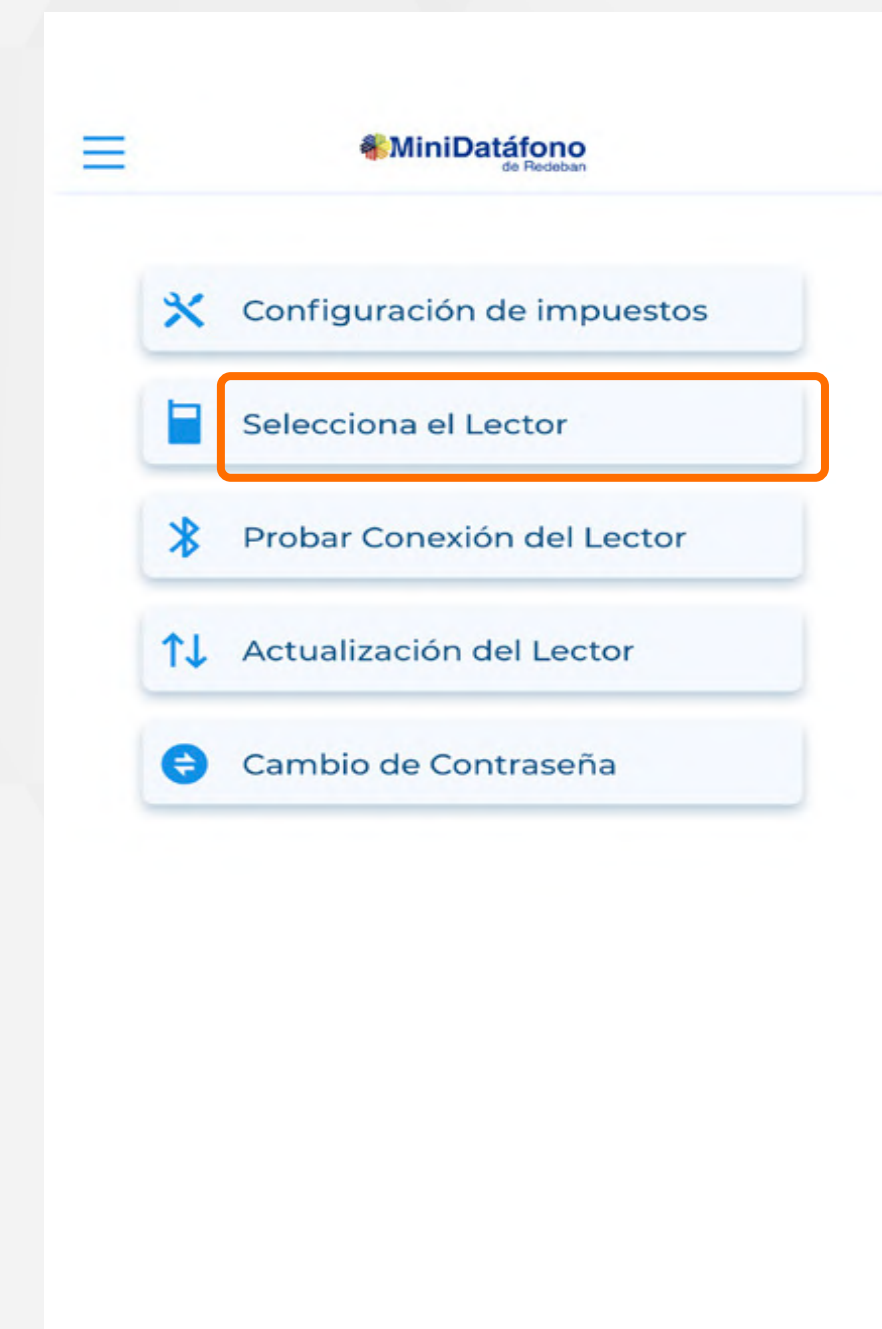 MiniDatáfono
de Redeban
Configuración de impuestos
Selecciona el Lector
Probar Conexión del Lector
Actualización del Lector
Cambio de Contraseña